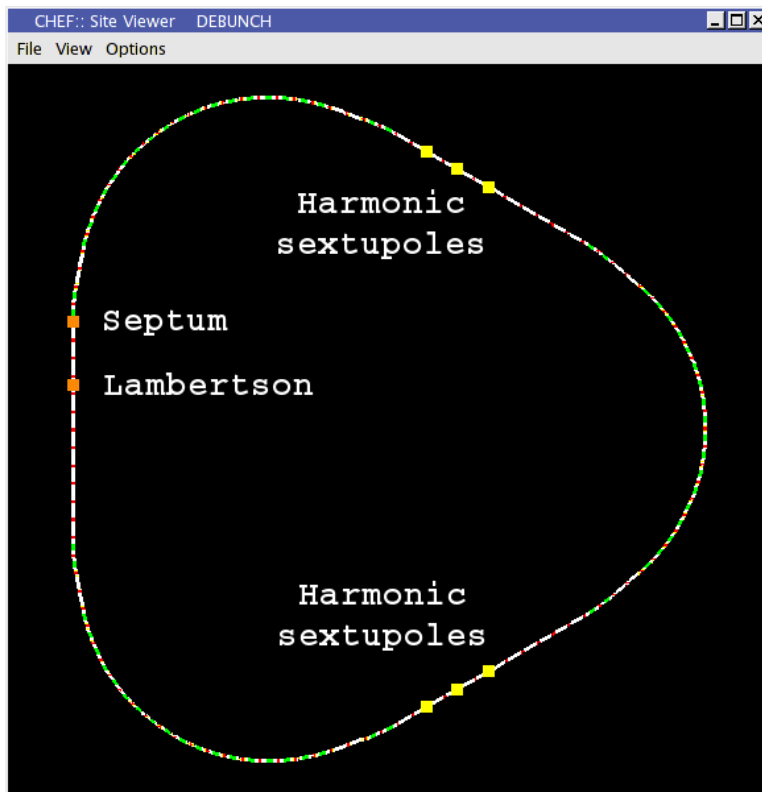 CHEF:: Site Viewer DEBUNCH
File View Options
Harmonic
sextupoles
Septum
Lambertson
Harmonic
sextupoles